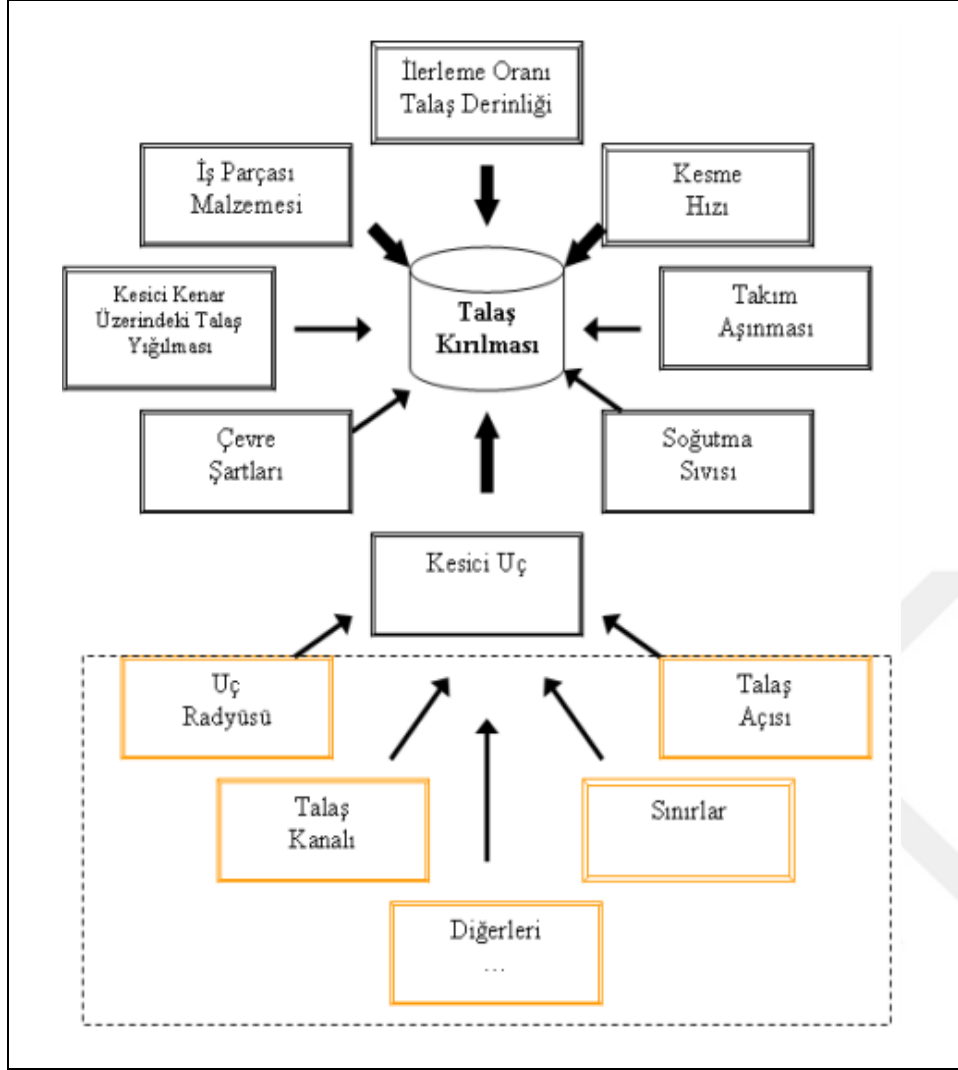 İlerleme Oranı
Talaş Derinliği
İş Parçası
Malzemesi
Kesme
Hızı
Kesici Kenar
Üzerindeki Talaş
Yığılması
Talaş
Kırılması
Takım
Aşınması
Çevre
Şartları
Soğutma
Sıvısı
Kesici Uç
Uç
Radyüsü
Talaş
Açısı
Talaş
Kanalı
Sınırlar
Diğerleri
...